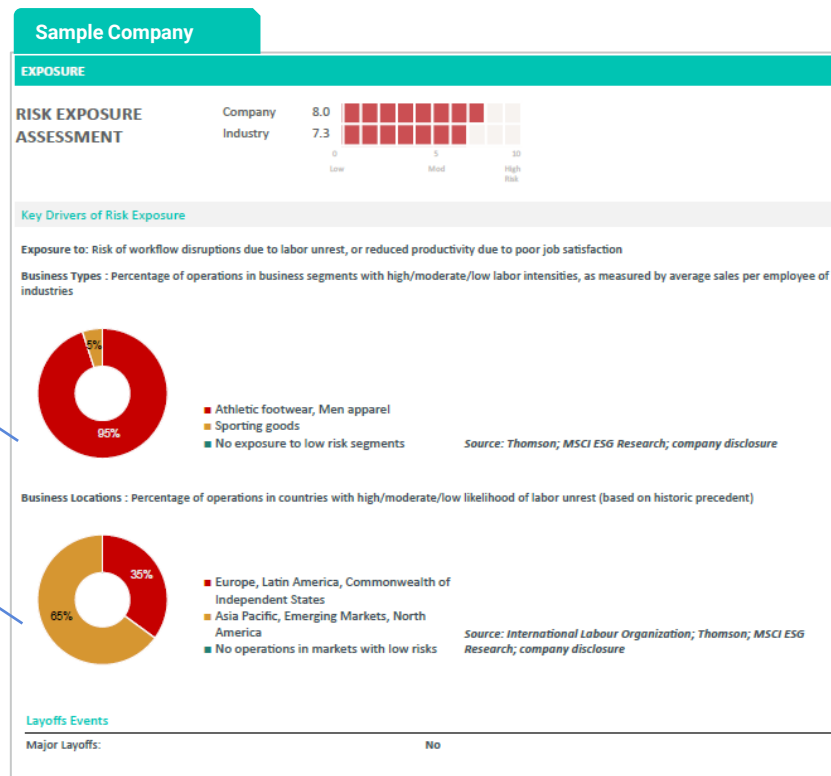 Sample Company
EXPOSURE
RISK EXPOSURE
ASSESSMENT
Company 8.0
Industry 7.3
0 5 10
Low Mod High
Risk
Key Drivers of Risk Exposure
Exposure to: Risk of workflow disruptions due to labor unrest, or reduced productivity due to poor job satisfaction
Business Types : Percentage of operations in business segments with high/moderate/low labor intensities, as measured by average sales per employee of
industries
5%
95%
Athletic footwear, Men apparel
Sporting goods
No exposure to low risk segments
Source: Thomson; MSCI ESG Research; company disclosure
Business Locations : Percentage of operations in countries with high/moderate/low likelihood of labor unrest (based on historic precedent)
35%
65%
Europe, Latin America, Commonwealth of
Independent States
Asia Pacific, Emerging Markets, North
America
No operations in markets with low risks
Source: International Labour Organization; Thomson; MSCI ESG
Research; company disclosure
Layoffs Events
Major Layoffs: No